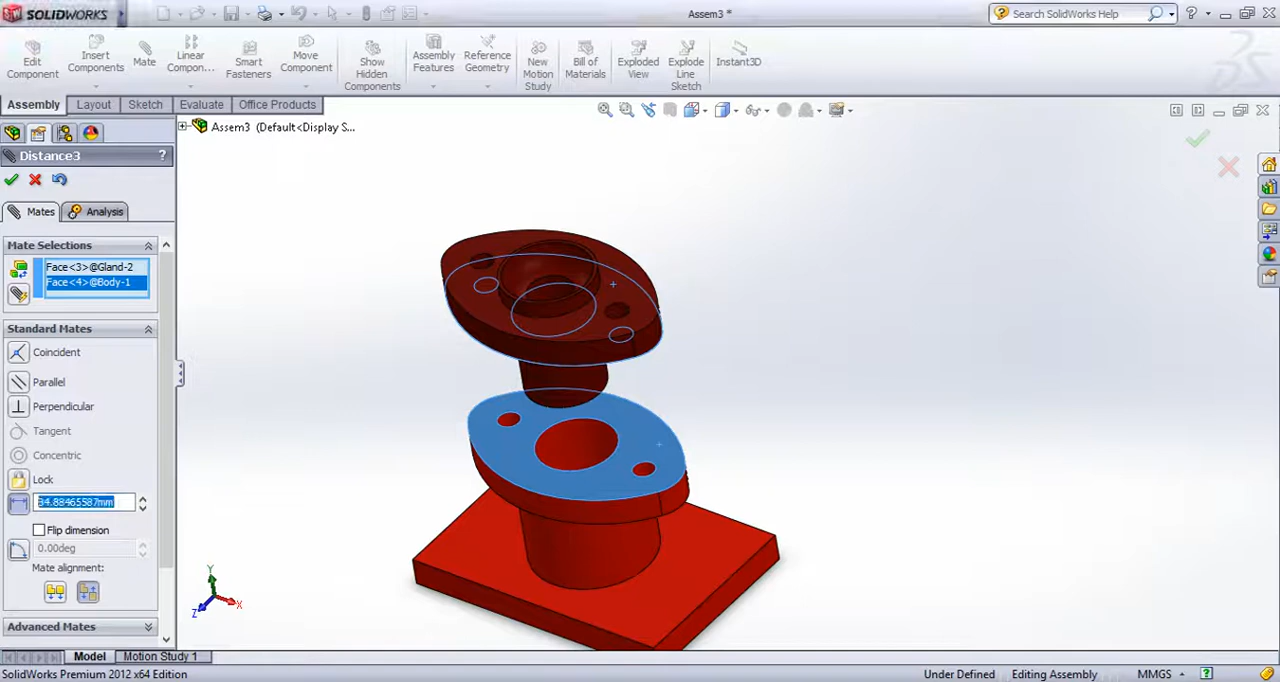 SOLIDWORKS
Assem3 *
Search SolidWorks Help
?
Edit Component
Insert Components
Mate
Linear Compon...
Smart Fasteners
Move Component
Show Hidden Components
Assembly Features
Reference Geometry
New Motion Study
Bill of Materials
Exploded View
Explode Line Sketch
Instant3D
Assembly
Layout
Sketch
Evaluate
Office Products
Assem3 (Default<Display S...
Distance3
?
Mates
Analysis
Mate Selections
Face<3>@Gland-2
Face<4>@Body-1
Standard Mates
Coincident
Parallel
Perpendicular
Tangent
Concentric
Lock
34.88465587mm
Flip dimension
0.00deg
Mate alignment:
Advanced Mates
Y
X
Z
Model
Motion Study 1
SolidWorks Premium 2012 x64 Edition
Under Defined
Editing Assembly
MMGS
?